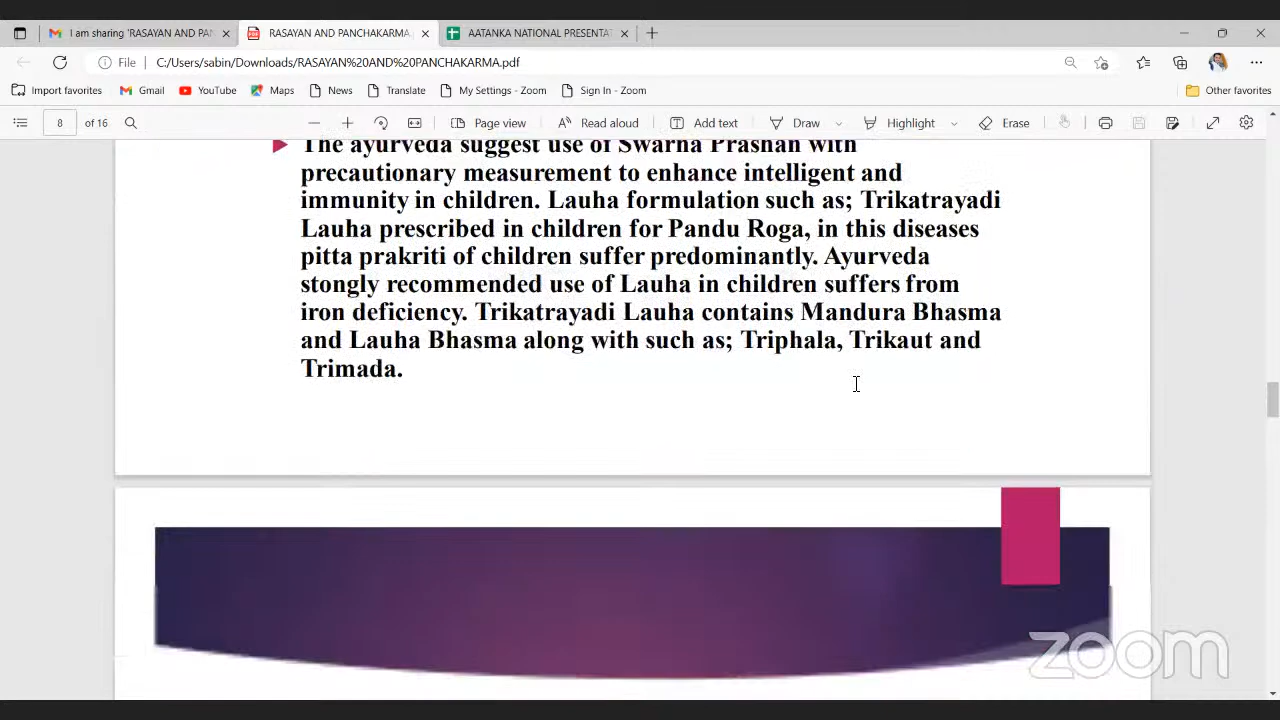 I am sharing 'RASAYAN AND PAN
RASAYAN AND PANCHAKARMA
AATANKA NATIONAL PRESENTAT
File C:/Users/sabin/Downloads/RASAYAN%20AND%20PANCHAKARMA.pdf
Import favorites Gmail YouTube Maps News Translate My Settings - Zoom Sign In - Zoom Other favorites
8 of 16 Page view Read aloud Add text Draw Highlight Erase
The ayurveda suggest use of Swarna Prashan with
precautionary measurement to enhance intelligent and
immunity in children. Lauha formulation such as; Trikatrayadi
Lauha prescribed in children for Pandu Roga, in this diseases
pitta prakriti of children suffer predominantly. Ayurveda
stongly recommended use of Lauha in children suffers from
iron deficiency. Trikatrayadi Lauha contains Mandura Bhasma
and Lauha Bhasma along with such as; Triphala, Trikaut and
Trimada.
zoom